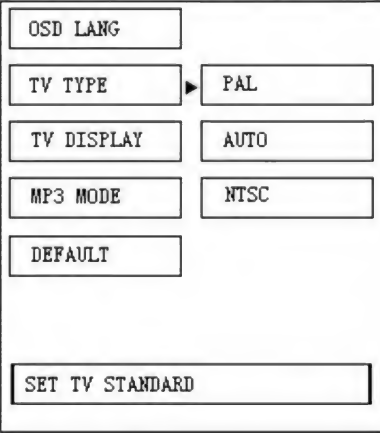 OSD LANG
TV TYPE PAL
TV DISPLAY AUTO
MP3 MODE NTSC
DEFAULT
SET TV STANDARD